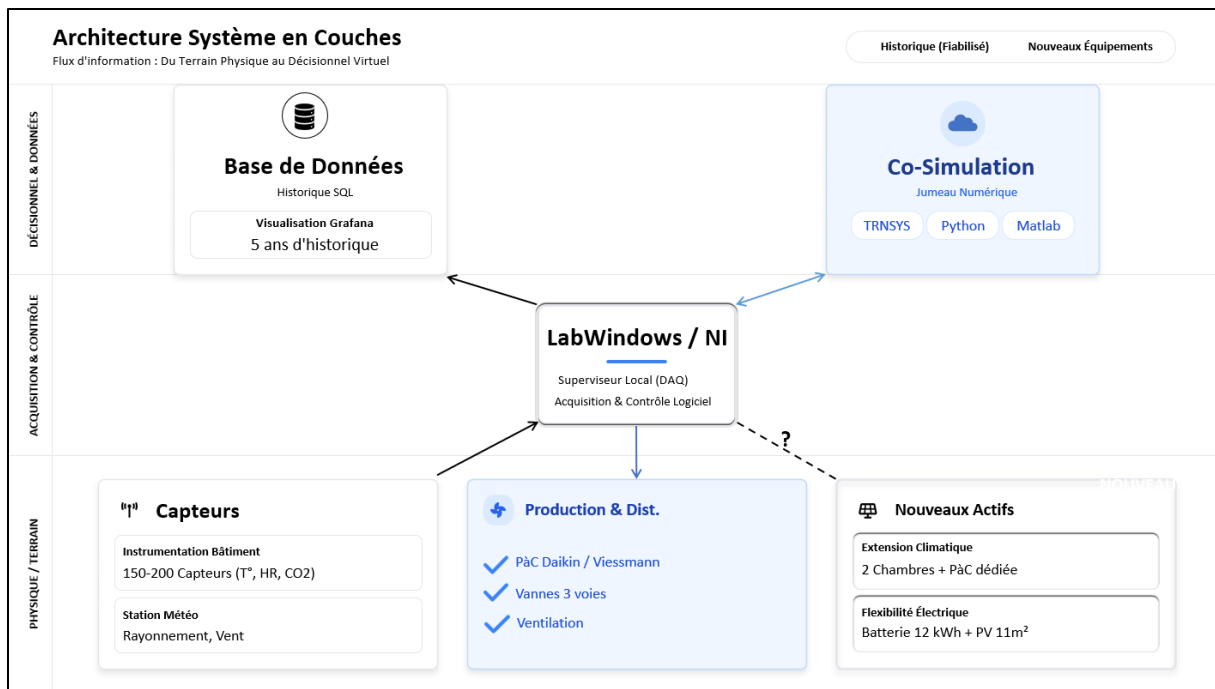 Architecture Système en Couches
Flux d'information : Du Terrain Physique au Décisionnel Virtuel
Historique (Fiabilisé) Nouveaux Équipements
DÉCISIONNEL & DONNÉES
Base de Données
Historique SQL
Visualisation Grafana
5 ans d'historique
Co-Simulation
Jumeau Numérique
TRNSYS Python Matlab
ACQUISITION & CONTRÔLE
LabWindows / NI
Superviseur Local (DAQ)
Acquisition & Contrôle Logiciel
?
PHYSIQUE / TERRAIN
Capteurs
Instrumentation Bâtiment
150-200 Capteurs (T°, HR, CO2)
Station Météo
Rayonnement, Vent
Production & Dist.
PàC Daikin / Viessmann
Vannes 3 voies
Ventilation
NOUVEAU
Nouveaux Actifs
Extension Climatique
2 Chambres + PàC dédiée
Flexibilité Électrique
Batterie 12 kWh + PV 11m²